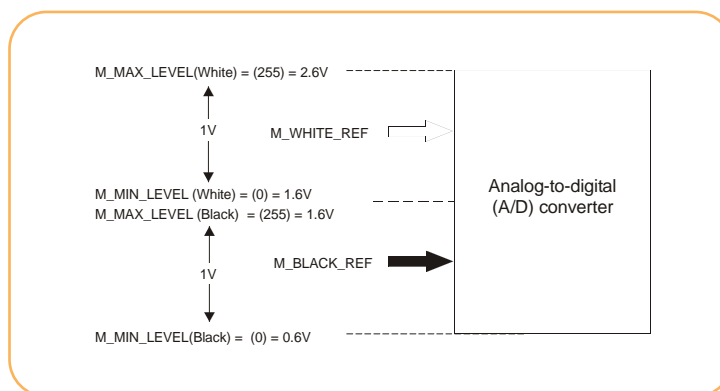 M_MAX_LEVEL(White) = (255) = 2.6V
1V
M_WHITE_REF
M_MIN_LEVEL (White) = (0) = 1.6V
M_MAX_LEVEL (Black) = (255) = 1.6V
Analog-to-digital
(A/D) converter
1V
M_BLACK_REF
M_MIN_LEVEL(Black) = (0) = 0.6V